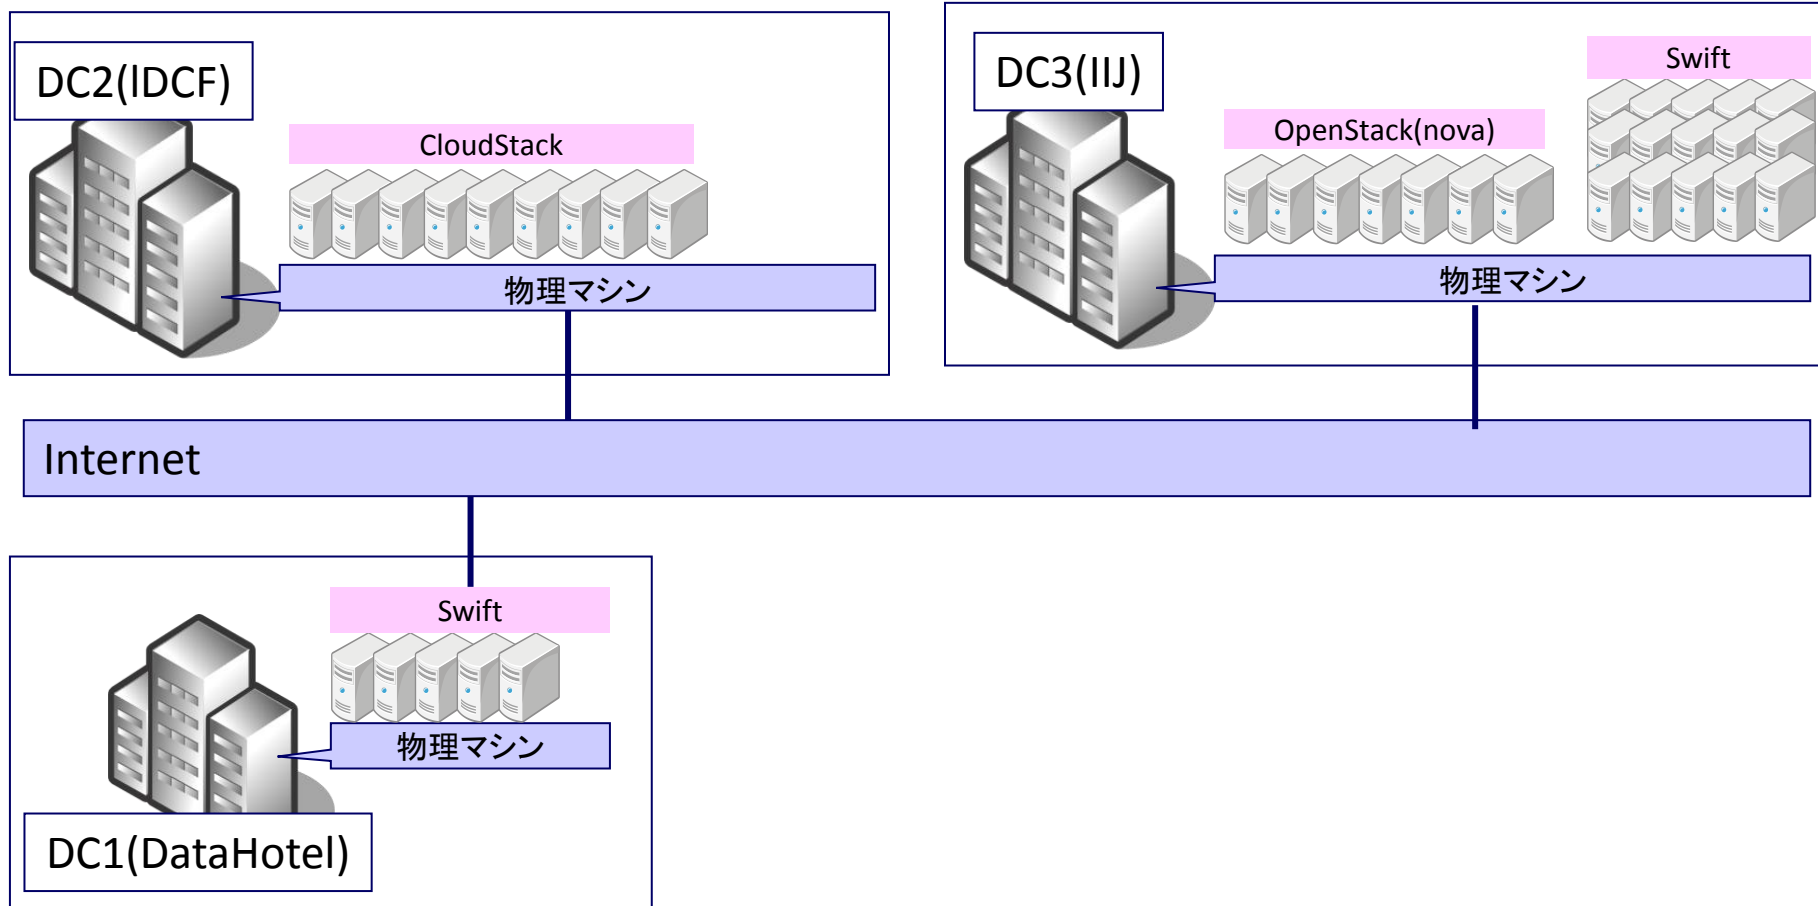 DC2(IDCF)
CloudStack
物理マシン
DC3(IIJ)
OpenStack(nova)
Swift
物理マシン
Internet
Swift
物理マシン
DC1(DataHotel)